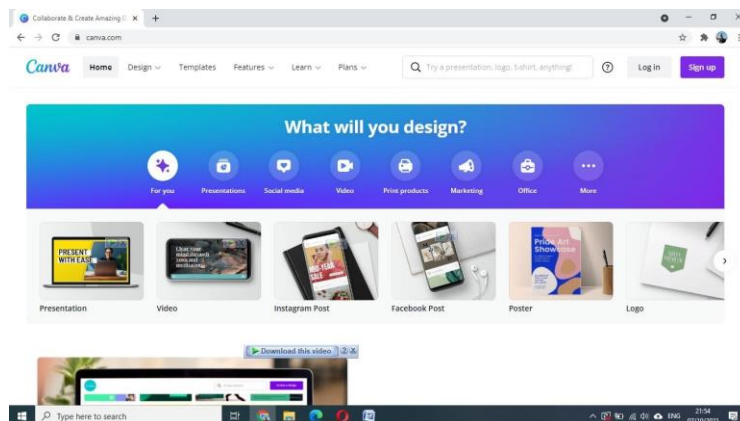 Collaborate & Create Amazing
canva.com
Canva Home Design Templates Features Learn Plans Try a presentation, logo, t-shirt, anything! Log in Sign up
What will you design?
For you Presentations Social media Video Print products Marketing Office More
PRESENT
WITH EASE
MID-YEAR
SALE
Pride Art
Showcase
Presentation Video Instagram Post Facebook Post Poster Logo
Download this video ? X
Type here to search
ENG
21:54